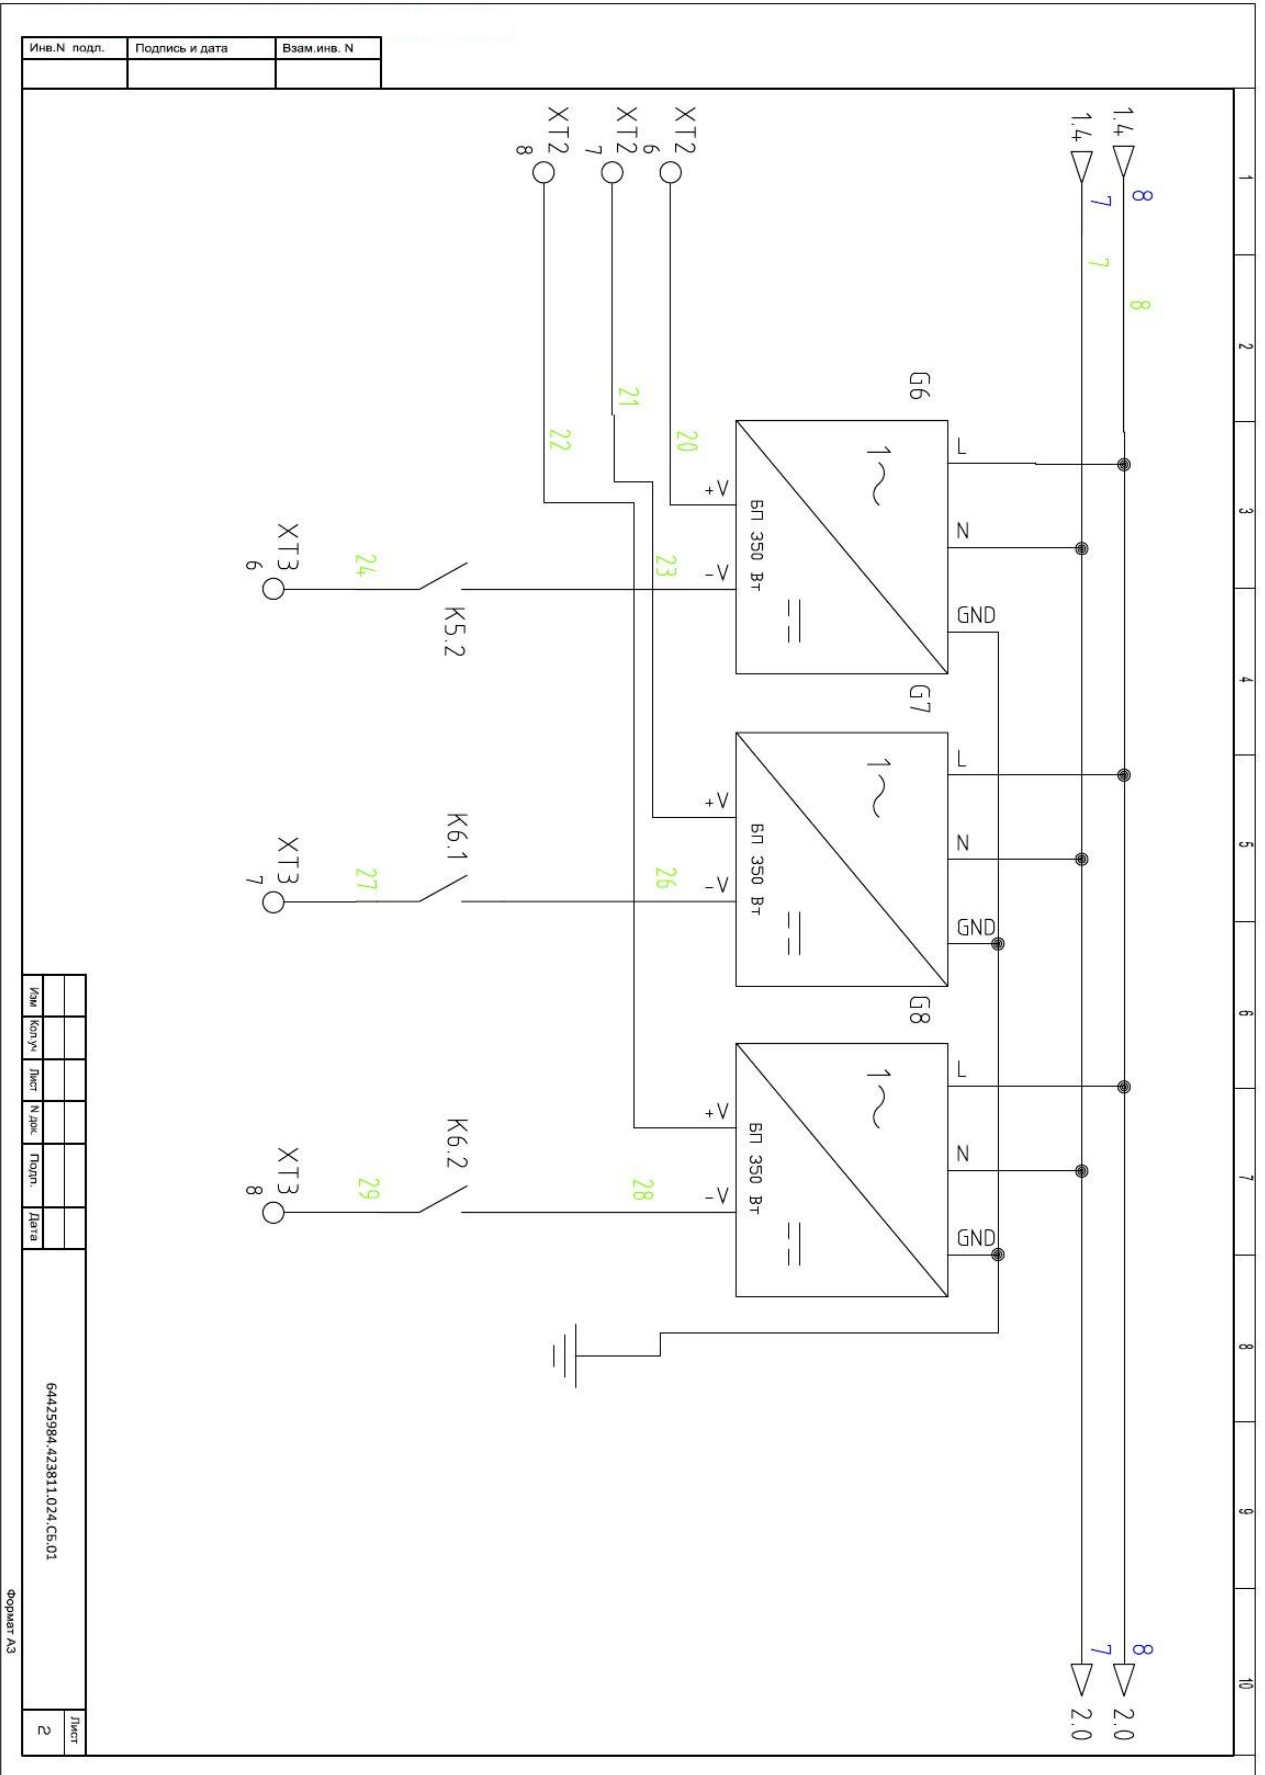 Инв.N подл.
Подпись и дата
Взам.инв. N
1
2
3
4
5
6
7
8
9
10
1.4
8
8
8
2.0
1.4
7
7
7
2.0
G6
L
N
GND
1
БП 350 Вт
+V
-V
G7
L
N
GND
1
БП 350 Вт
+V
-V
G8
L
N
GND
1
БП 350 Вт
+V
-V
XT2
6
20
XT2
7
21
XT2
8
22
23
K5.2
24
XT3
6
26
K6.1
27
XT3
7
28
K6.2
29
XT3
8
Изм
Кол.уч
Лист
N док.
Подп.
Дата
64425984.423811.024.СБ.01
Лист
2
Формат А3